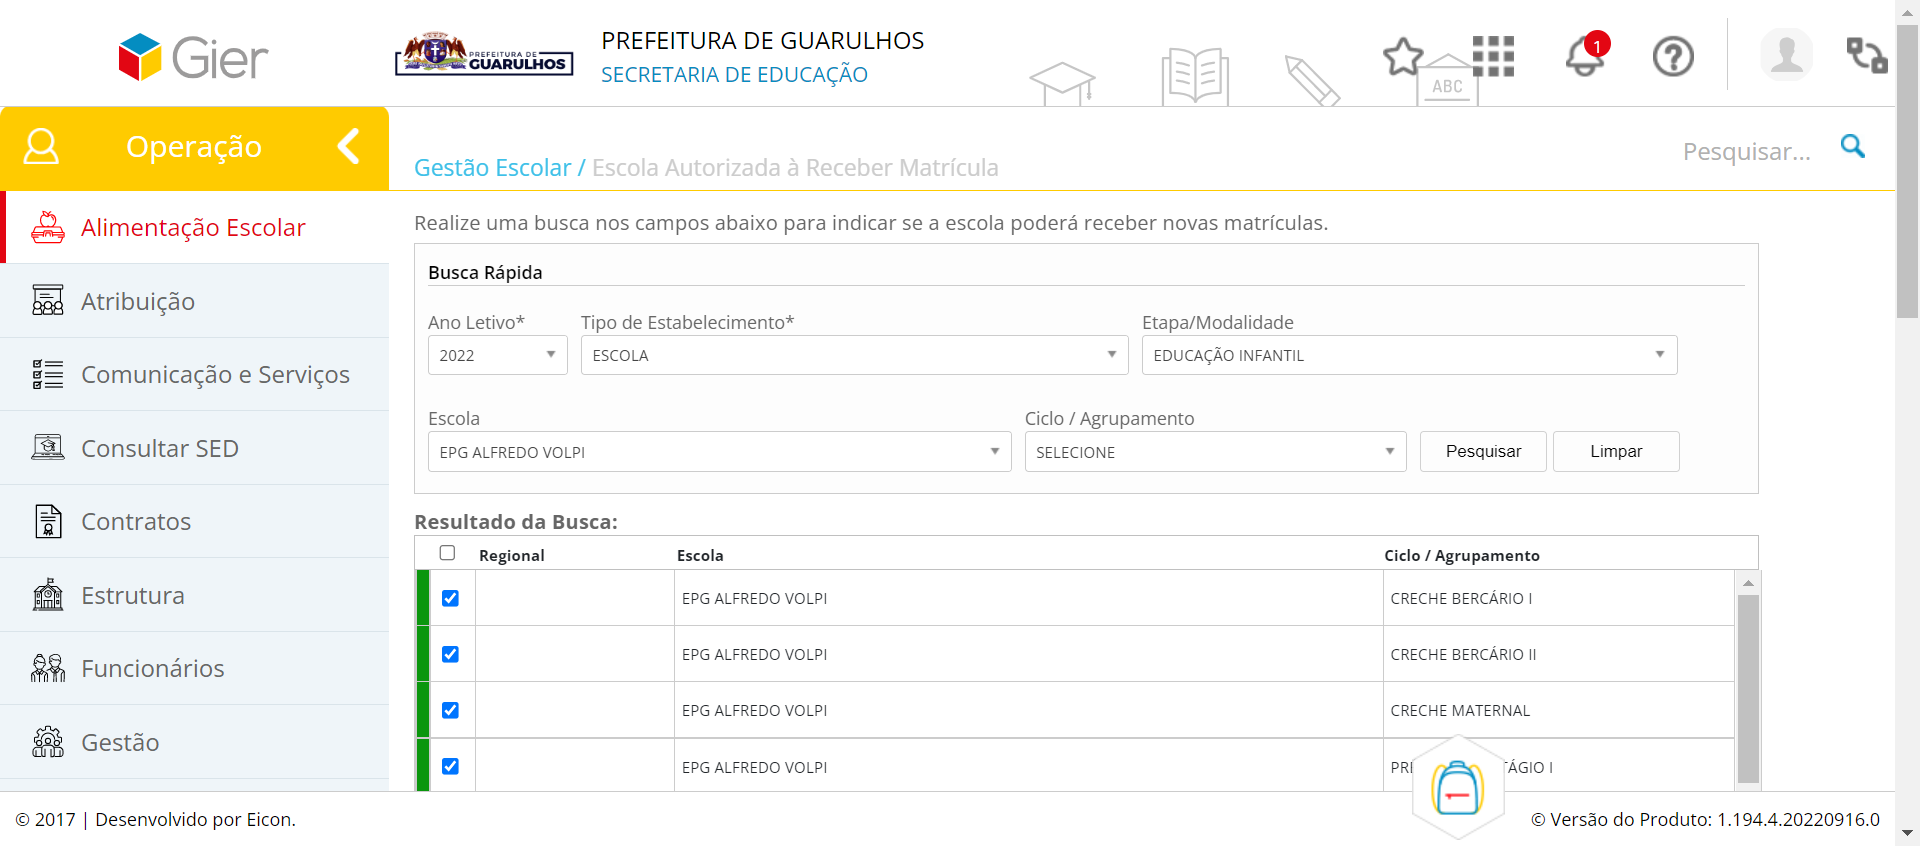 Gier
PREFEITURA DE
GUARULHOS
PREFEITURA DE GUARULHOS
SECRETARIA DE EDUCAÇÃO
ABC
1
Operação
Gestão Escolar / Escola Autorizada à Receber Matrícula
Pesquisar...
Alimentação Escolar
Atribuição
Comunicação e Serviços
Consultar SED
Contratos
Estrutura
Funcionários
Gestão
Realize uma busca nos campos abaixo para indicar se a escola poderá receber novas matrículas.
Busca Rápida
Ano Letivo* Tipo de Estabelecimento* Etapa/Modalidade
2022 ESCOLA EDUCAÇÃO INFANTIL
Escola Ciclo / Agrupamento
EPG ALFREDO VOLPI SELECIONE Pesquisar Limpar
Resultado da Busca:
Regional Escola Ciclo / Agrupamento
EPG ALFREDO VOLPI CRECHE BERCÁRIO I
EPG ALFREDO VOLPI CRECHE BERCÁRIO II
EPG ALFREDO VOLPI CRECHE MATERNAL
EPG ALFREDO VOLPI I
© 2017 | Desenvolvido por Eicon. © Versão do Produto: 1.194.4.20220916.0